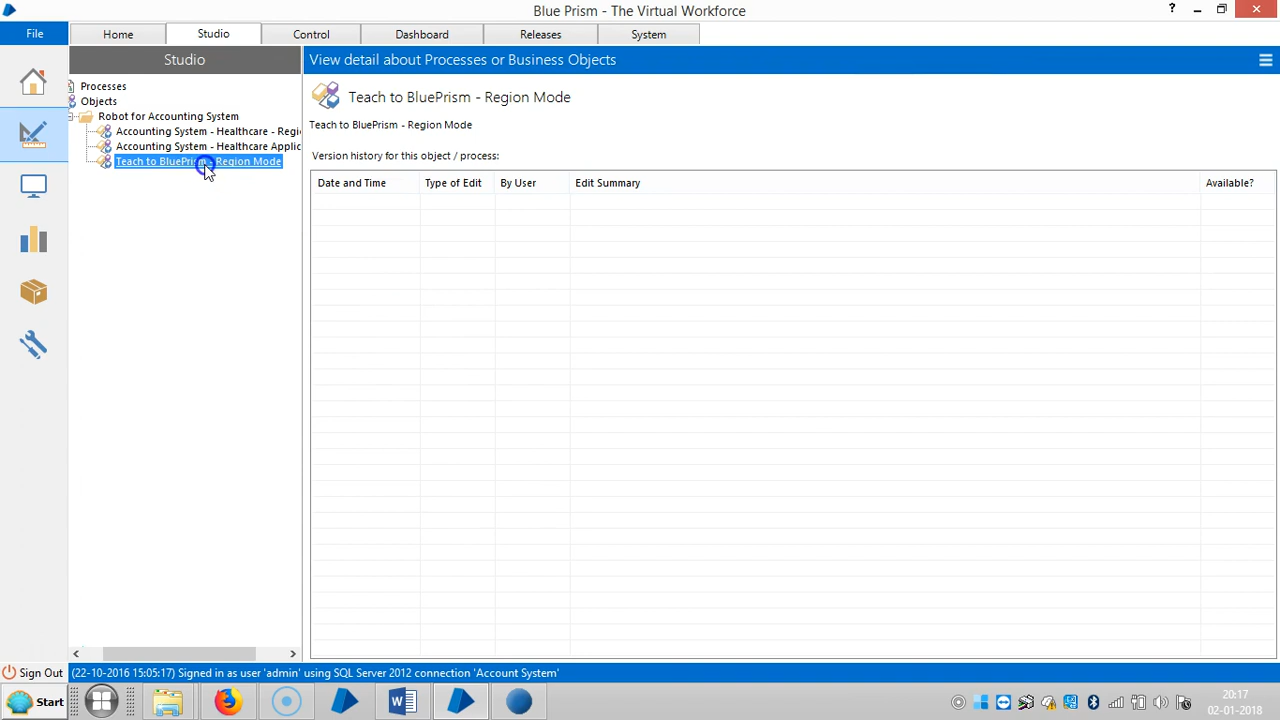 Blue Prism - The Virtual Workforce
?
File
Home
Studio
Control
Dashboard
Releases
System
Studio
View detail about Processes or Business Objects
Processes
Objects
Robot for Accounting System
Accounting System - Healthcare - Regi
Accounting System - Healthcare Applic
Teach to BluePrism - Region Mode
Teach to BluePrism - Region Mode
Teach to BluePrism - Region Mode
Version history for this object / process:
Date and Time
Type of Edit
By User
Edit Summary
Available?
Sign Out
(22-10-2016 15:05:17) Signed in as user 'admin' using SQL Server 2012 connection 'Account System'
Start
20:17
02-01-2018